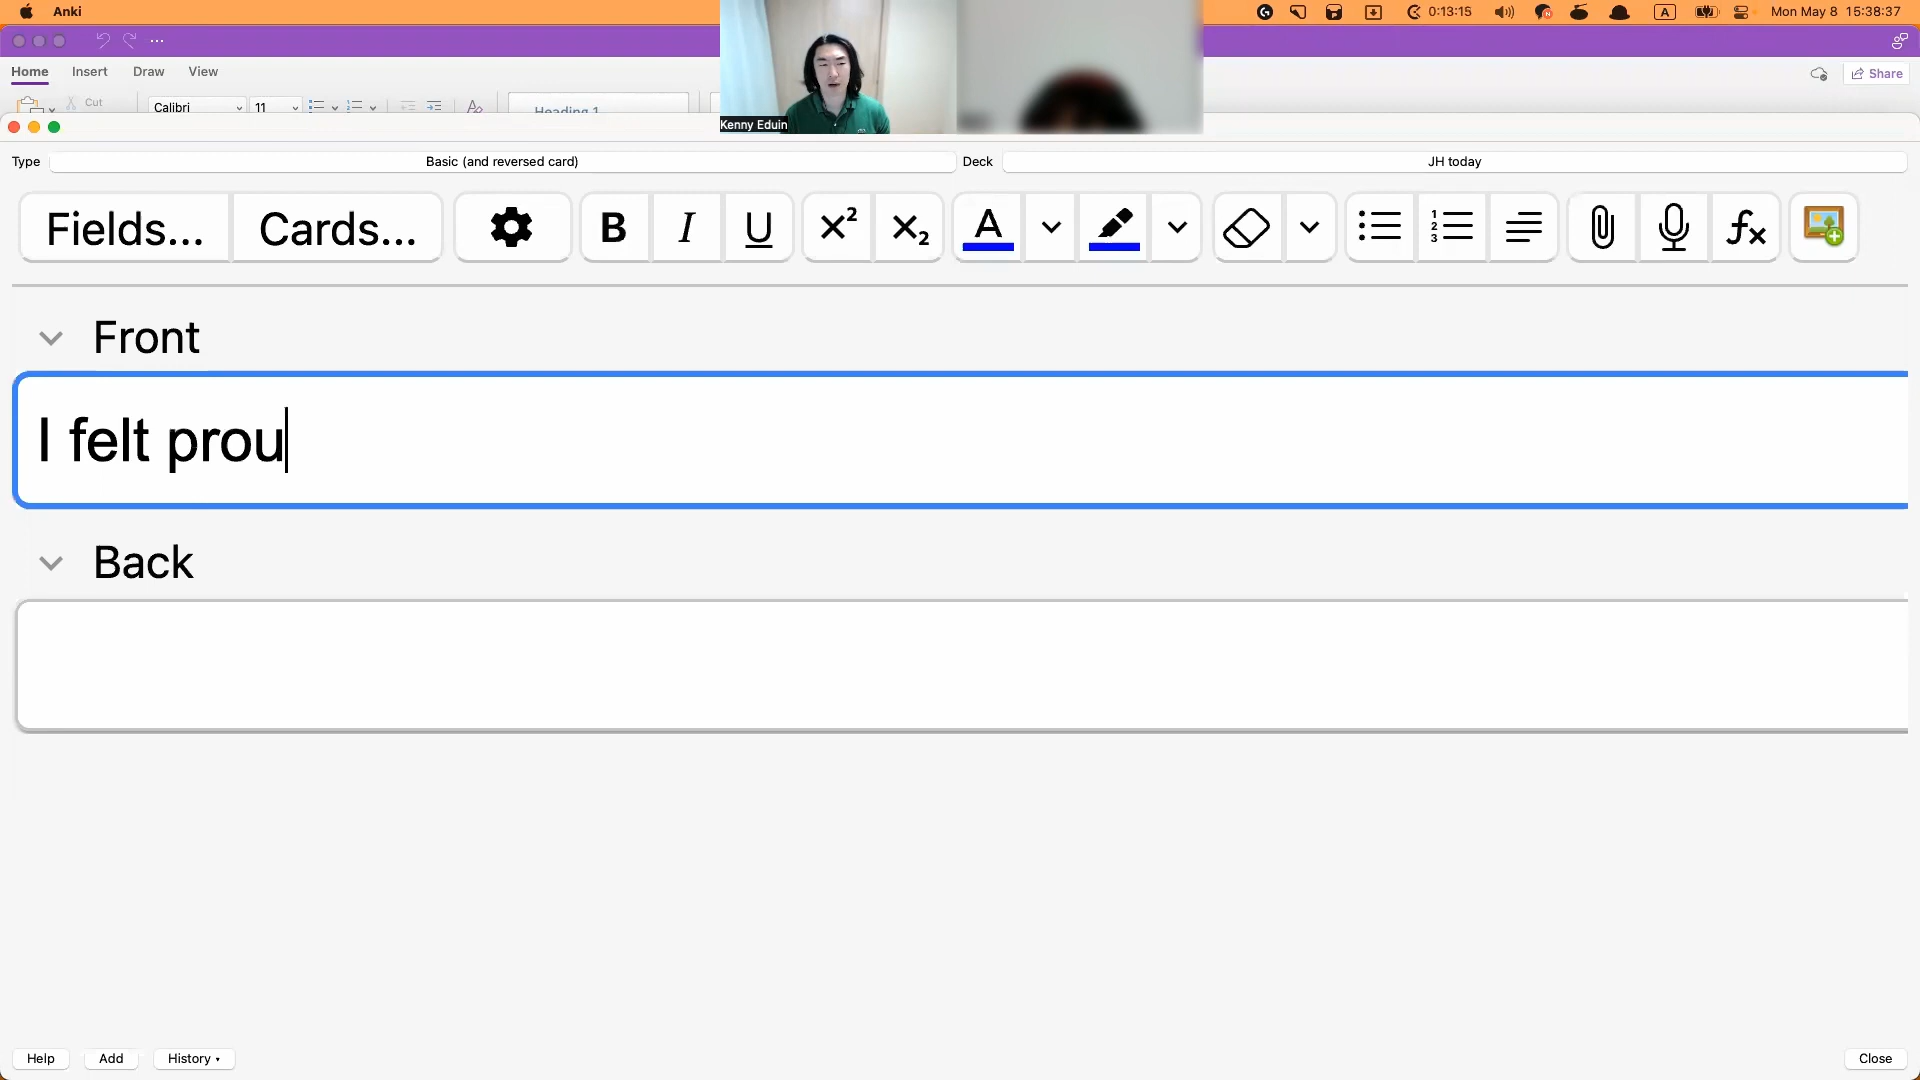 Anki
0:13:15
A
Mon May 8 15:38:37
Home
Insert
Draw
View
Share
Cut
Calibri
11
Heading 1
Kenny Eduin
Type
Basic (and reversed card)
Deck
JH today
Fields...
Cards...
Front
I felt prou
Back
Help
Add
History
Close